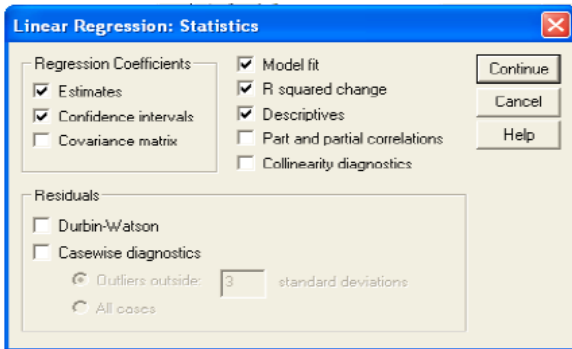 Linear Regression: Statistics
Regression Coefficients
Estimates
Confidence intervals
Covariance matrix
Model fit
R squared change
Descriptives
Part and partial correlations
Collinearity diagnostics
Continue
Cancel
Help
Residuals
Durbin-Watson
Casewise diagnostics
Outliers outside: 3 standard deviations
All cases